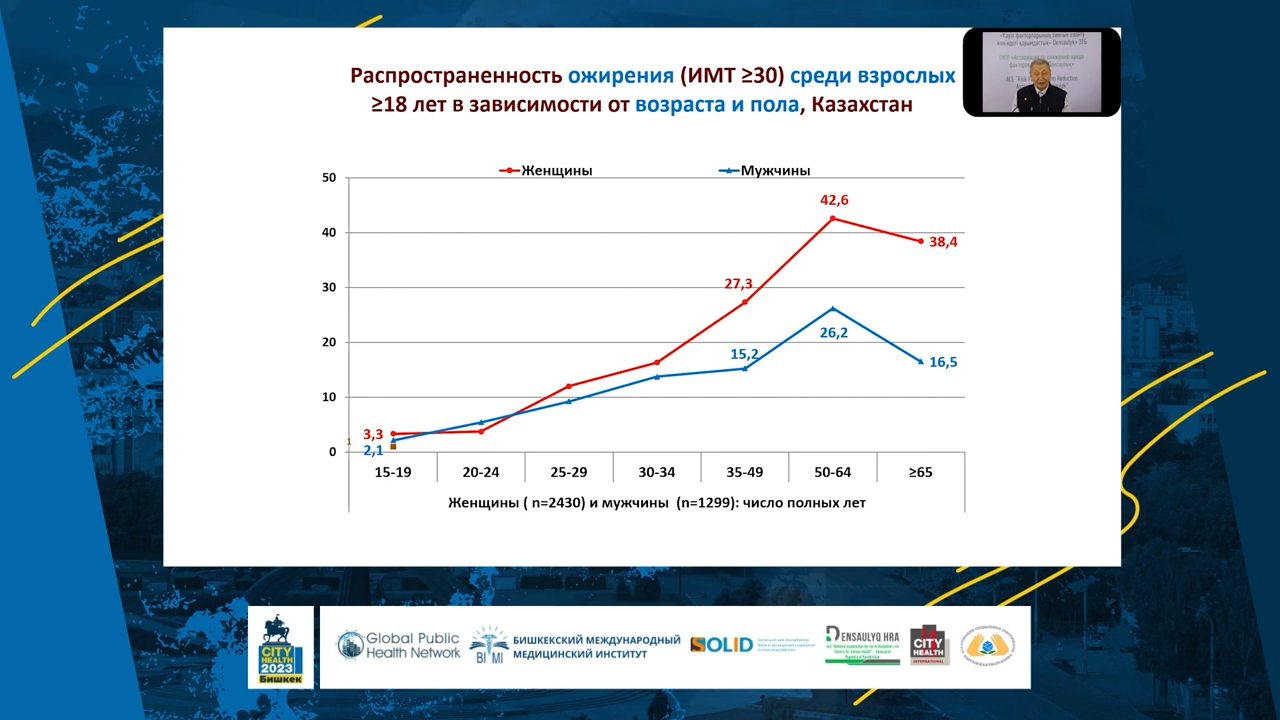 Распространенность ожирения (ИМТ ≥30) среди взрослых
≥18 лет в зависимости от возраста и пола, Казахстан
Женщины
Мужчины
50
40
30
20
10
0
42,6
38,4
27,3
26,2
15,2
16,5
3,3
2,1
1
15-19
20-24
25-29
30-34
35-49
50-64
≥65
Женщины ( n=2430) и мужчины (n=1299): число полных лет
CITY
HEALTH
2023
Бишкек
Global Public
Health Network
BIMI
БИШКЕКСКИЙ МЕЖДУНАРОДНЫЙ
МЕДИЦИНСКИЙ ИНСТИТУТ
SOLID
DENSAULYQ HRA
CITY
HEALTH
INTERNATIONAL